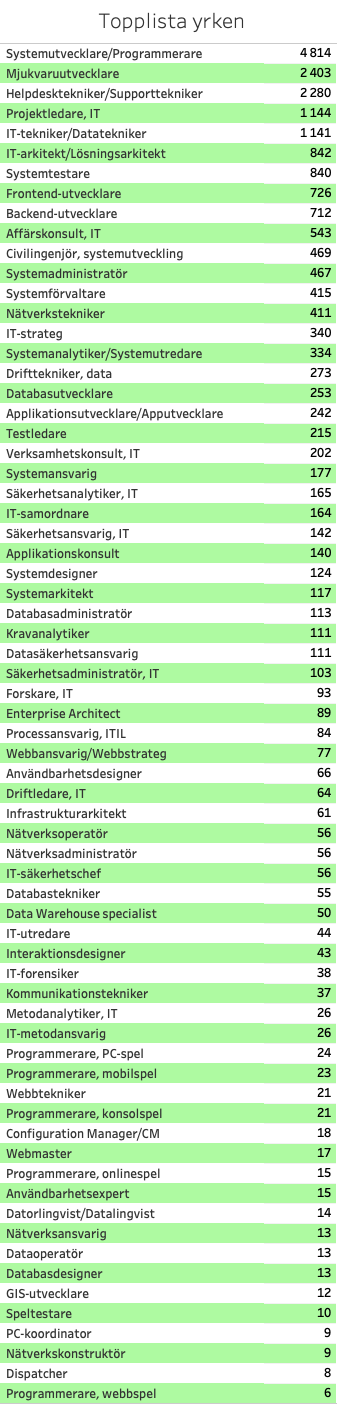 Topplista yrken
Systemutvecklare/Programmerare 4 814
Mjukvaruutvecklare 2 403
Helpdesktekniker/Supporttekniker 2 280
Projektledare, IT 1 144
IT-tekniker/Datatekniker 1 141
IT-arkitekt/Lösningsarkitekt 842
Systemtestare 840
Frontend-utvecklare 726
Backend-utvecklare 712
Affärskonsult, IT 543
Civilingenjör, systemutveckling 469
Systemadministratör 467
Systemförvaltare 415
Nätverkstekniker 411
IT-strateg 340
Systemanalytiker/Systemutredare 334
Drifttekniker, data 273
Databasutvecklare 253
Applikationsutvecklare/Apputvecklare 242
Testledare 215
Verksamhetskonsult, IT 202
Systemansvarig 177
Säkerhetsanalytiker, IT 165
IT-samordnare 164
Säkerhetsansvarig, IT 142
Applikationskonsult 140
Systemdesigner 124
Systemarkitekt 117
Databasadministratör 113
Kravanalytiker 111
Datasäkerhetsansvarig 111
Säkerhetsadministratör, IT 103
Forskare, IT 93
Enterprise Architect 89
Processansvarig, ITIL 84
Webbansvarig/Webbstrateg 77
Användbarhetsdesigner 66
Driftledare, IT 64
Infrastrukturarkitekt 61
Nätverksoperatör 56
Nätverksadministratör 56
IT-säkerhetschef 56
Databastekniker 55
Data Warehouse specialist 50
IT-utredare 44
Interaktionsdesigner 43
IT-forensiker 38
Kommunikationstekniker 37
Metodanalytiker, IT 26
IT-metodansvarig 26
Programmerare, PC-spel 24
Programmerare, mobilspel 23
Webbtekniker 21
Programmerare, konsolspel 21
Configuration Manager/CM 18
Webmaster 17
Programmerare, onlinespel 15
Användbarhetsexpert 15
Datorlingvist/Datalingvist 14
Nätverksansvarig 13
Dataoperatör 13
Databasdesigner 13
GIS-utvecklare 12
Speltestare 10
PC-koordinator 9
Nätverkskonstruktör 9
Dispatcher 8
Programmerare, webbspel 6